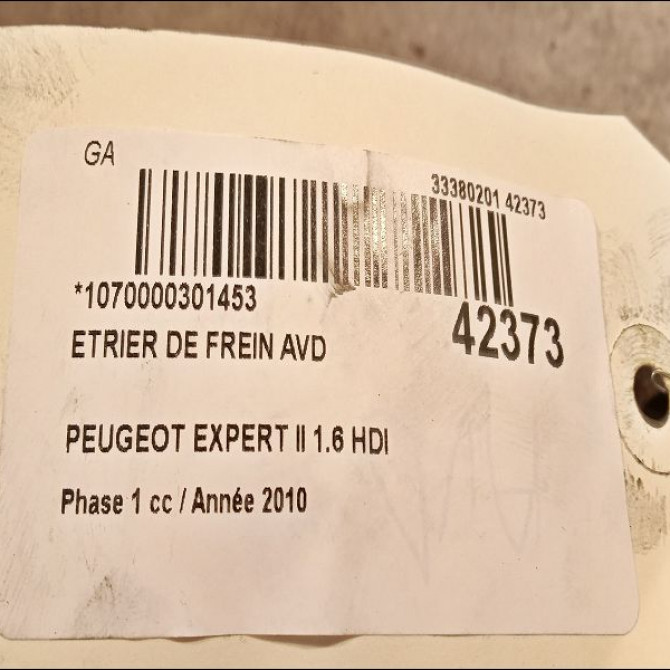 GA
33380201 42373
*1070000301453
42373
ETRIER DE FREIN AVD
PEUGEOT EXPERT II 1.6 HDI
Phase 1 cc / Année 2010